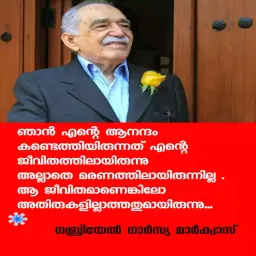 ഞാൻ എന്റെ ആനന്ദം
കണ്ടെത്തിയിരുന്നത് എന്റെ
ജീവിതത്തിലായിരുന്നു
അല്ലാതെ മരണത്തിലായിരുന്നില്ല .
ആ ജീവിതമാണെങ്കിലോ
അതിരുകളില്ലാത്തതുമായിരുന്നു...
ഗബ്രിയേൽ ഗാർസ്യ മാർക്വാസ്